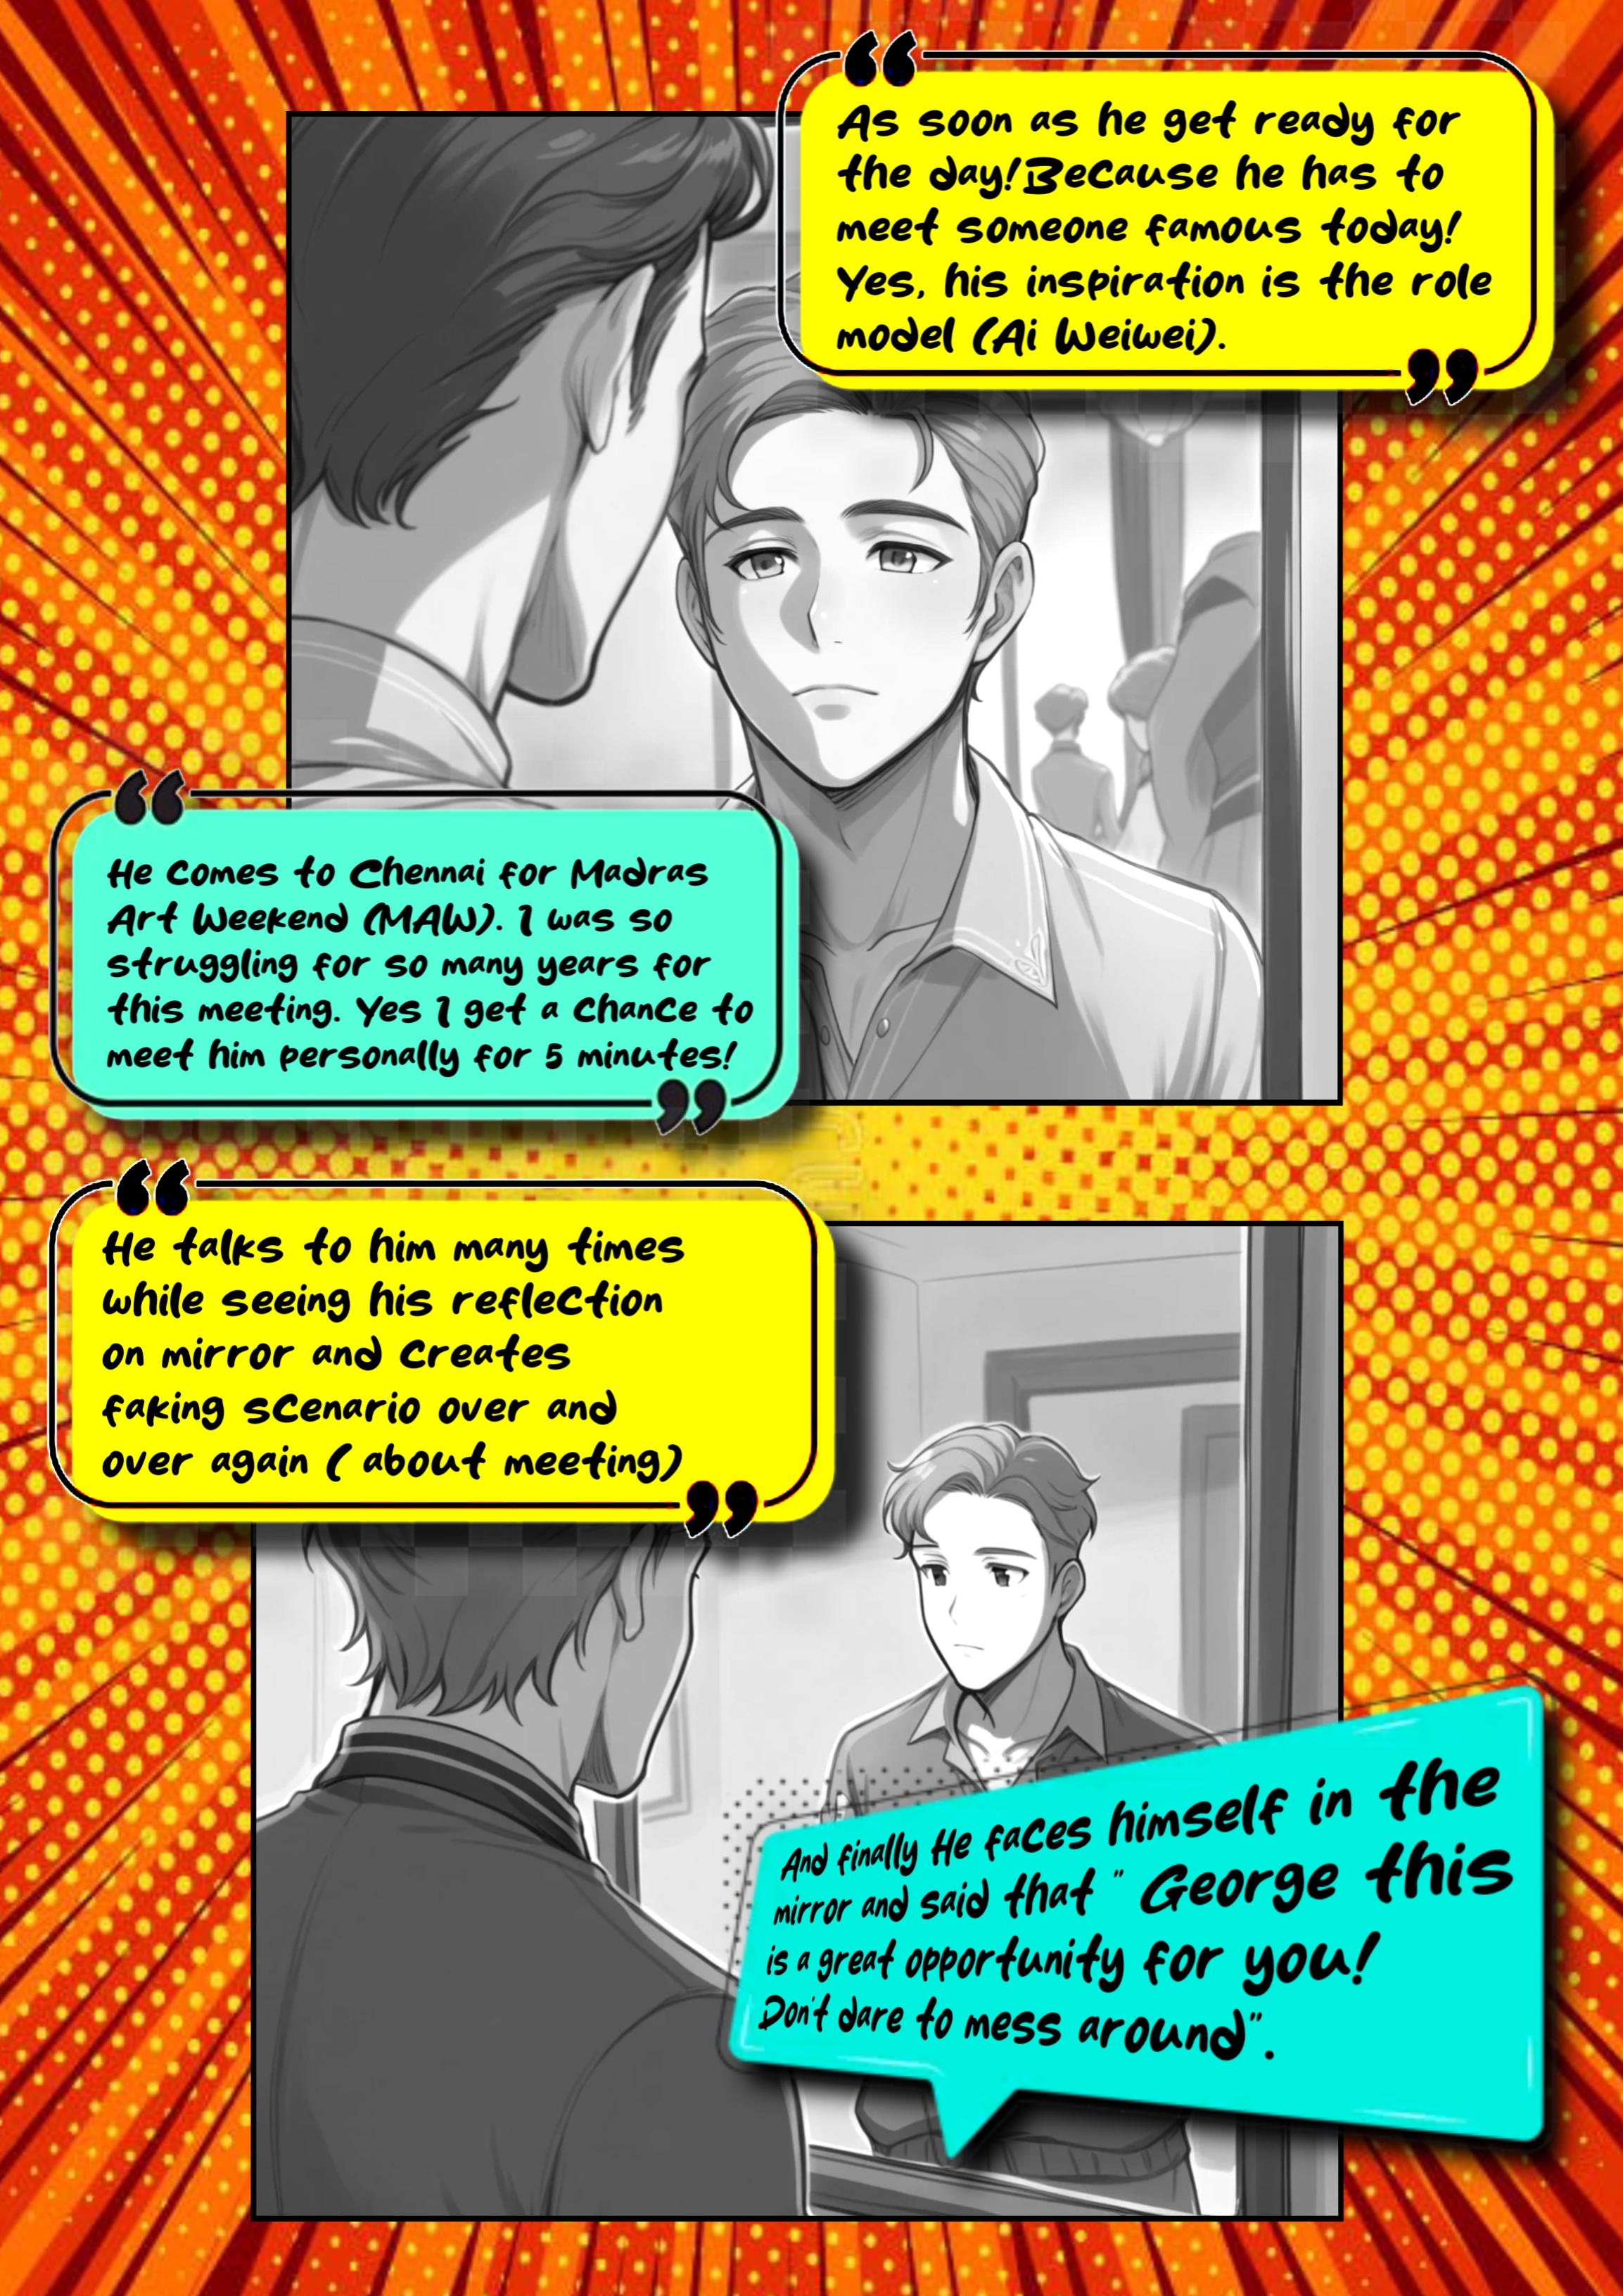 As soon as he get ready for
the day!Because he has to
meet someone famous today!
Yes, his inspiration is the role
model (Ai Weiwei).
He comes to Chennai for Madras
Art Weekend (MAW). I was so
struggling for so many years for
this meeting. Yes I get a chance to
meet him personally for 5 minutes!
He talks to him many times
while seeing his reflection
on mirror and creates
faking scenario over and
over again ( about meeting)
And finally He faces himself in the
mirror and said that " George this
is a great opportunity for you!
Don't dare to mess around".